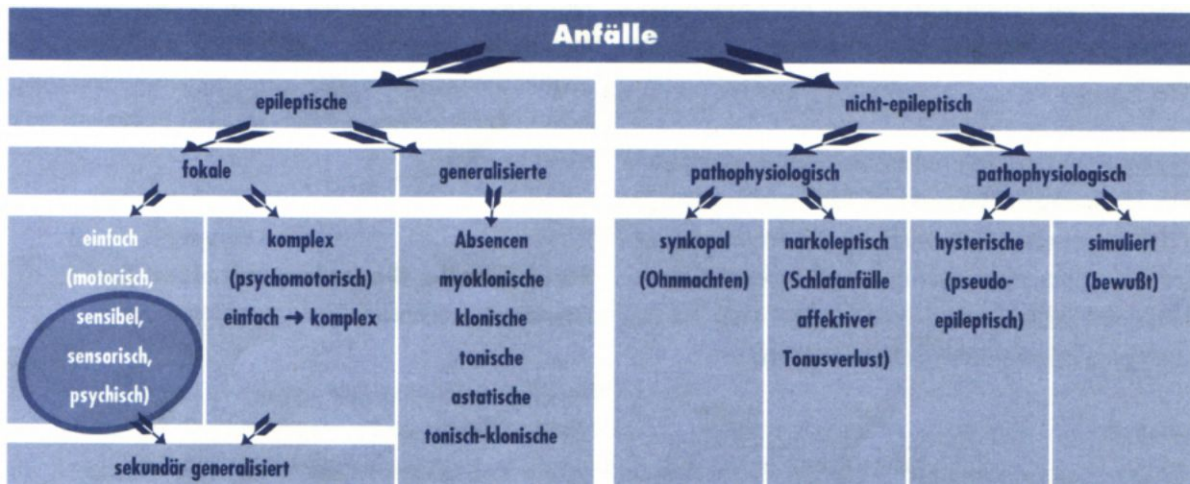 Anfälle
epileptische
nicht-epileptisch
fokale
generalisierte
pathophysiologisch
pathophysiologisch
einfach
(motorisch,
sensibel,
sensorisch,
psychisch)
komplex
(psychomotorisch)
einfach → komplex
Absencen
myoklonische
klonische
tonische
astatische
tonisch-klonische
synkopal
(Ohnmachten)
narkoleptisch
(Schlafanfälle
affektiver
Tonusverlust)
hysterische
(pseudo-
epileptisch)
simuliert
(bewußt)
sekundär generalisiert